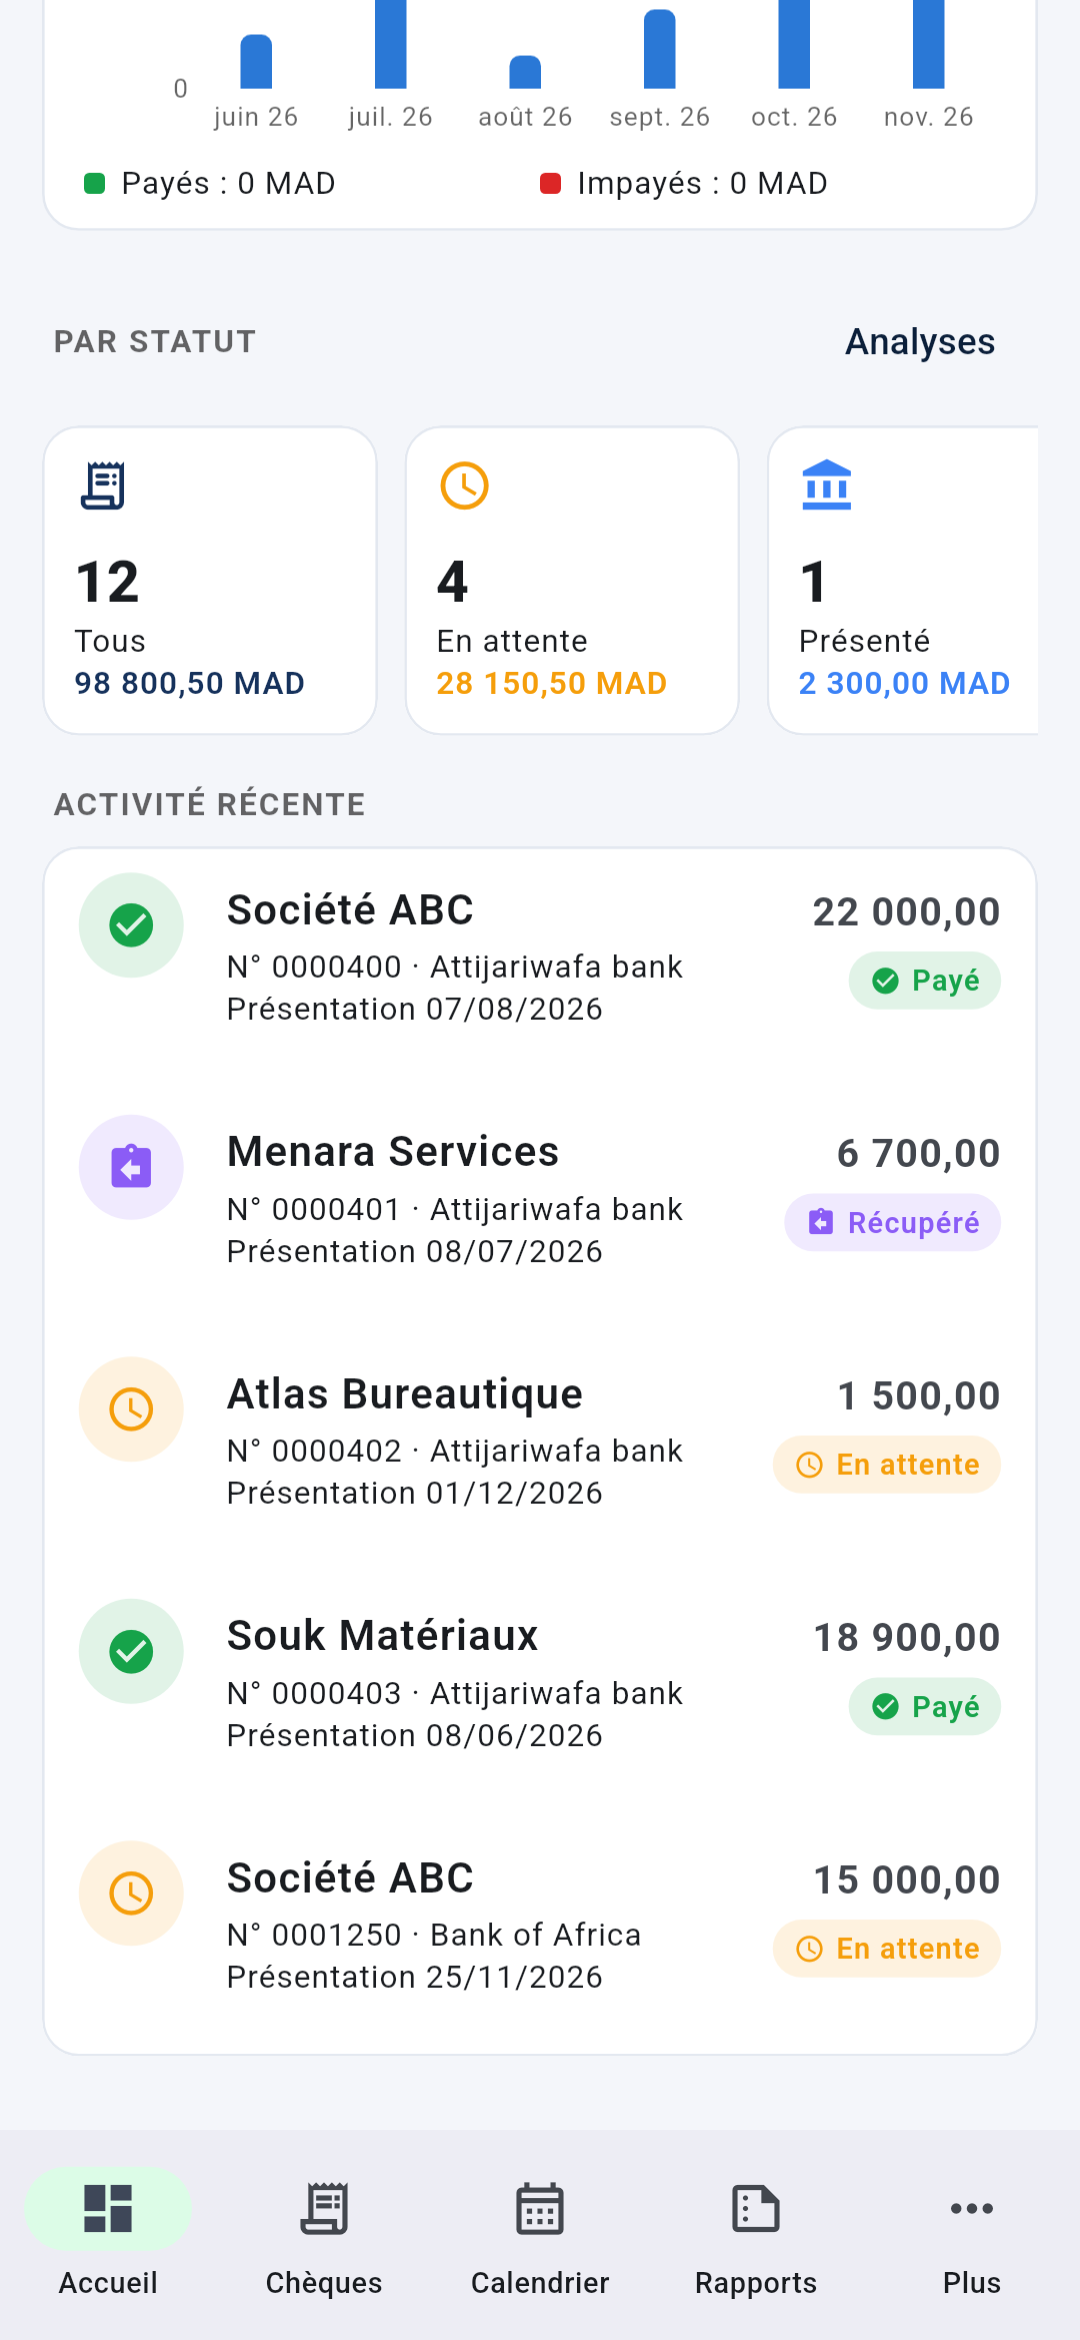 0
juin 26 juil. 26 août 26 sept. 26 oct. 26 nov. 26
Payés : 0 MAD Impayés : 0 MAD
PAR STATUT Analyses
12 4 1
Tous En attente Présenté
98 800,50 MAD 28 150,50 MAD 2 300,00 MAD
ACTIVITÉ RÉCENTE
Société ABC 22 000,00
N° 0000400 · Attijariwafa bank Payé
Présentation 07/08/2026
Menara Services 6 700,00
N° 0000401 · Attijariwafa bank Récupéré
Présentation 08/07/2026
Atlas Bureautique 1 500,00
N° 0000402 · Attijariwafa bank En attente
Présentation 01/12/2026
Souk Matériaux 18 900,00
N° 0000403 · Attijariwafa bank Payé
Présentation 08/06/2026
Société ABC 15 000,00
N° 0001250 · Bank of Africa En attente
Présentation 25/11/2026
Accueil Chèques Calendrier Rapports Plus